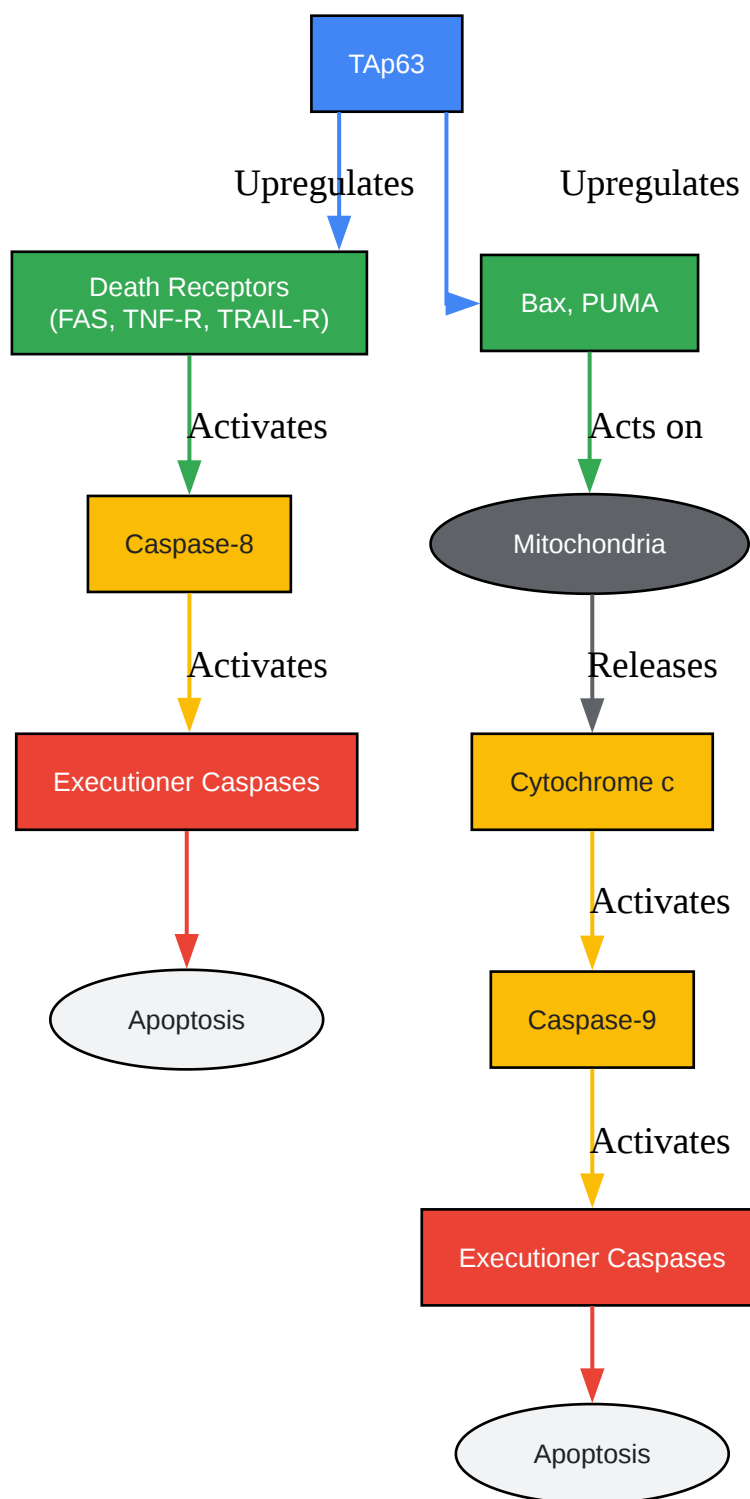 TAp63
Upregulates
Upregulates
Death Receptors
(FAS, TNF-R, TRAIL-R)
Bax, PUMA
Activates
Acts on
Caspase-8
Mitochondria
Activates
Releases
Executioner Caspases
Cytochrome c
Activates
Apoptosis
Caspase-9
Activates
Executioner Caspases
Apoptosis